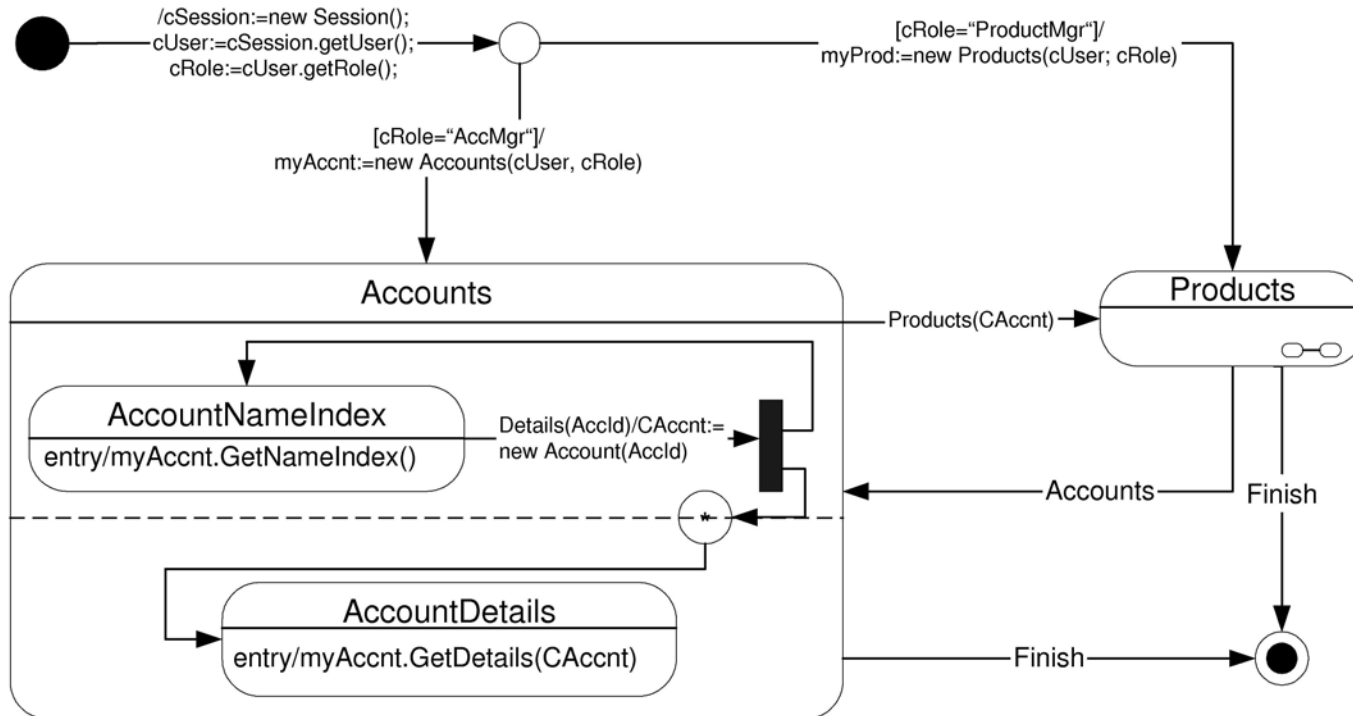 /cSession:=new Session();
cUser:=cSession.getUser();
cRole:=cUser.getRole();
[cRole="ProductMgr"]/
myProd:=new Products(cUser; cRole)
[cRole=“AccMgr“]/
myAccnt:=new Accounts(cUser, cRole)
Accounts
Products
Products(CAccnt)
AccountNameIndex
entry/myAccnt.GetNameIndex()
Details(AccId)/CAccnt:=
new Account(AccId)
Accounts
Finish
*
AccountDetails
entry/myAccnt.GetDetails(CAccnt)
Finish